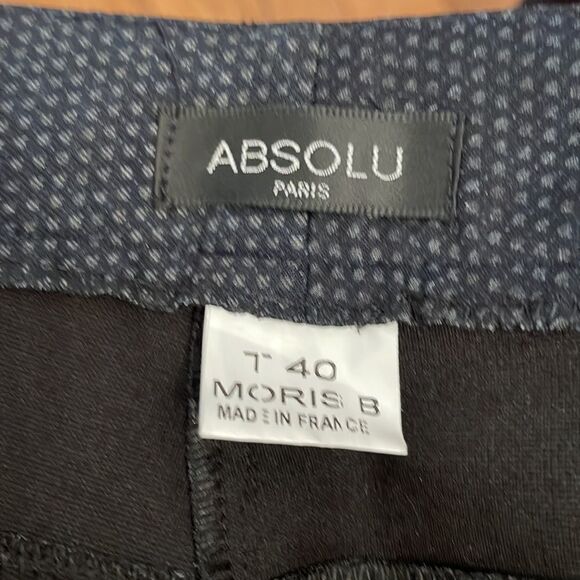 ABSOLU
PARIS
T 40
MORIS B
MADE IN FRANCE